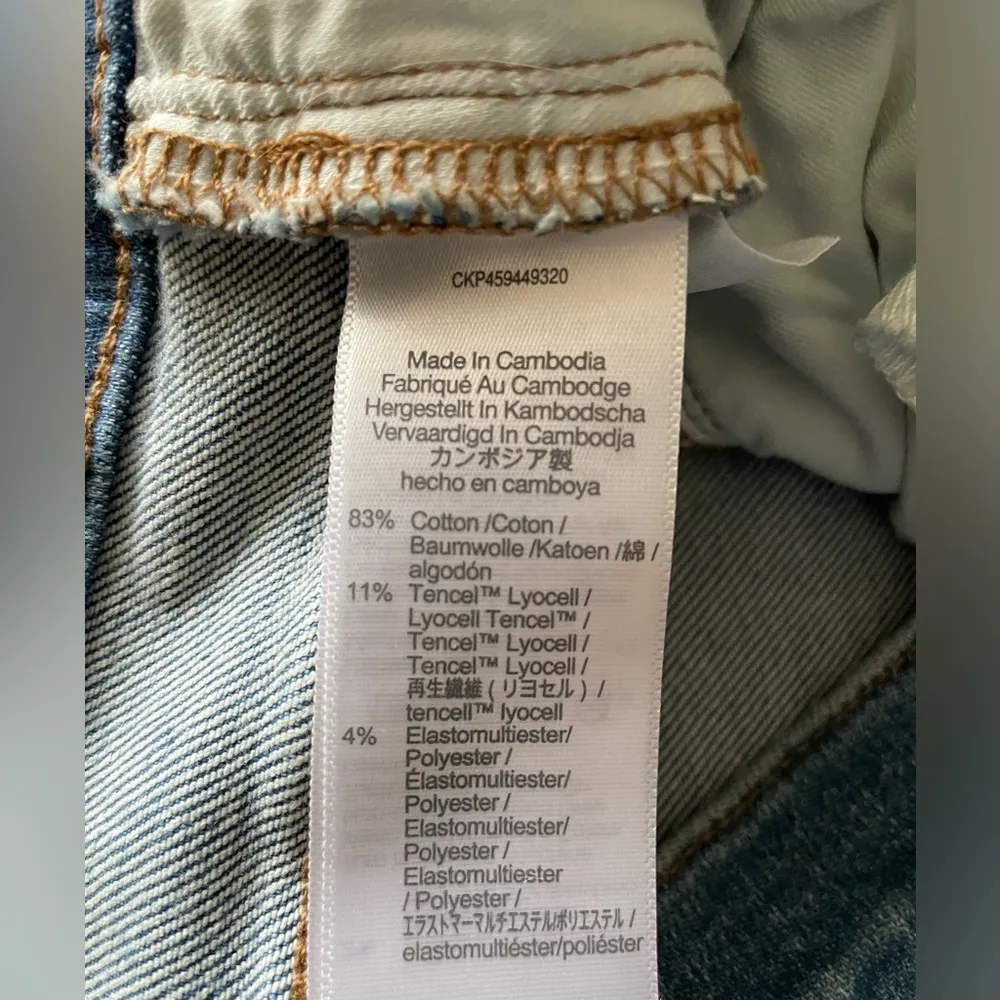 CKP459449320
Made In Cambodia
Fabriqué Au Cambodge
Hergestellt In Kambodscha
Vervaardigd In Cambodja
カンボジア製
hecho en camboya
83% Cotton /Coton /
Baumwolle /Katoen /綿 /
algodón
11% Tencel™ Lyocell /
Lyocell Tencel™ /
Tencel™ Lyocell /
Tencel™ Lyocell /
再生繊維 ( リヨセル ) /
tencell™ lyocell
4% Elastomultiester/
Polyester /
Élastomultiester/
Polyester /
Elastomultiester/
Polyester /
Elastomultiester
/ Polyester /
エラストマーマルチエステル/ポリエステル /
elastomultiéster/poliéster